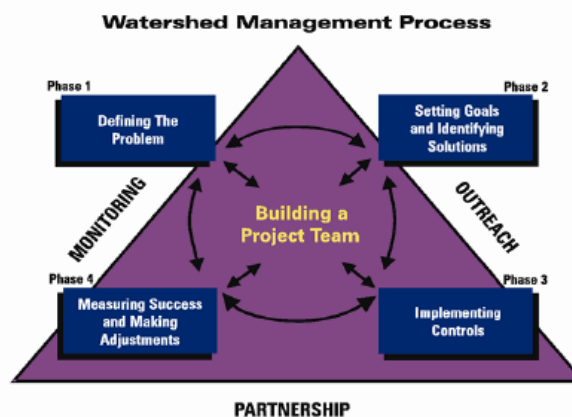 Watershed Management Process
Phase 1
Defining The
Problem
Phase 2
Setting Goals
and Identifying
Solutions
MONITORING
OUTREACH
Building a
Project Team
Phase 4
Measuring Success
and Making
Adjustments
Phase 3
Implementing
Controls
PARTNERSHIP